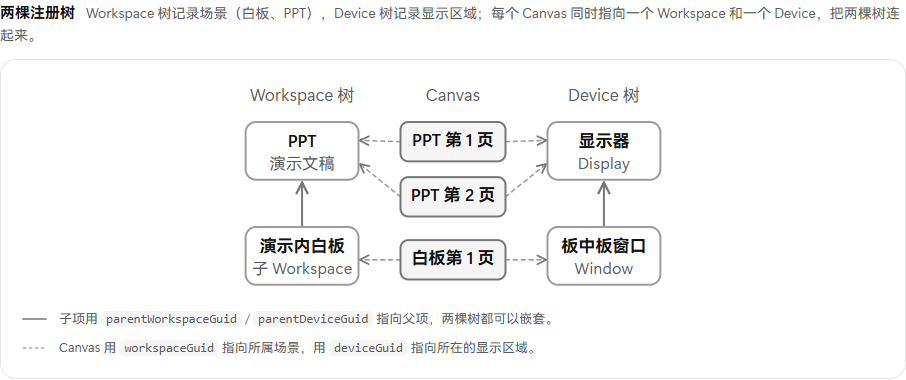 两棵注册树 Workspace 树记录场景（白板、PPT），Device 树记录显示区域；每个 Canvas 同时指向一个 Workspace 和一个 Device，把两棵树连
起来。
Workspace 树 Canvas Device 树
PPT
演示文稿
PPT 第 1 页
显示器
Display
PPT 第 2 页
演示内白板
子 Workspace
白板第 1 页
板中板窗口
Window
子项用 parentWorkspaceGuid / parentDeviceGuid 指向父项，两棵树都可以嵌套。
Canvas 用 workspaceGuid 指向所属场景，用 deviceGuid 指向所在的显示区域。